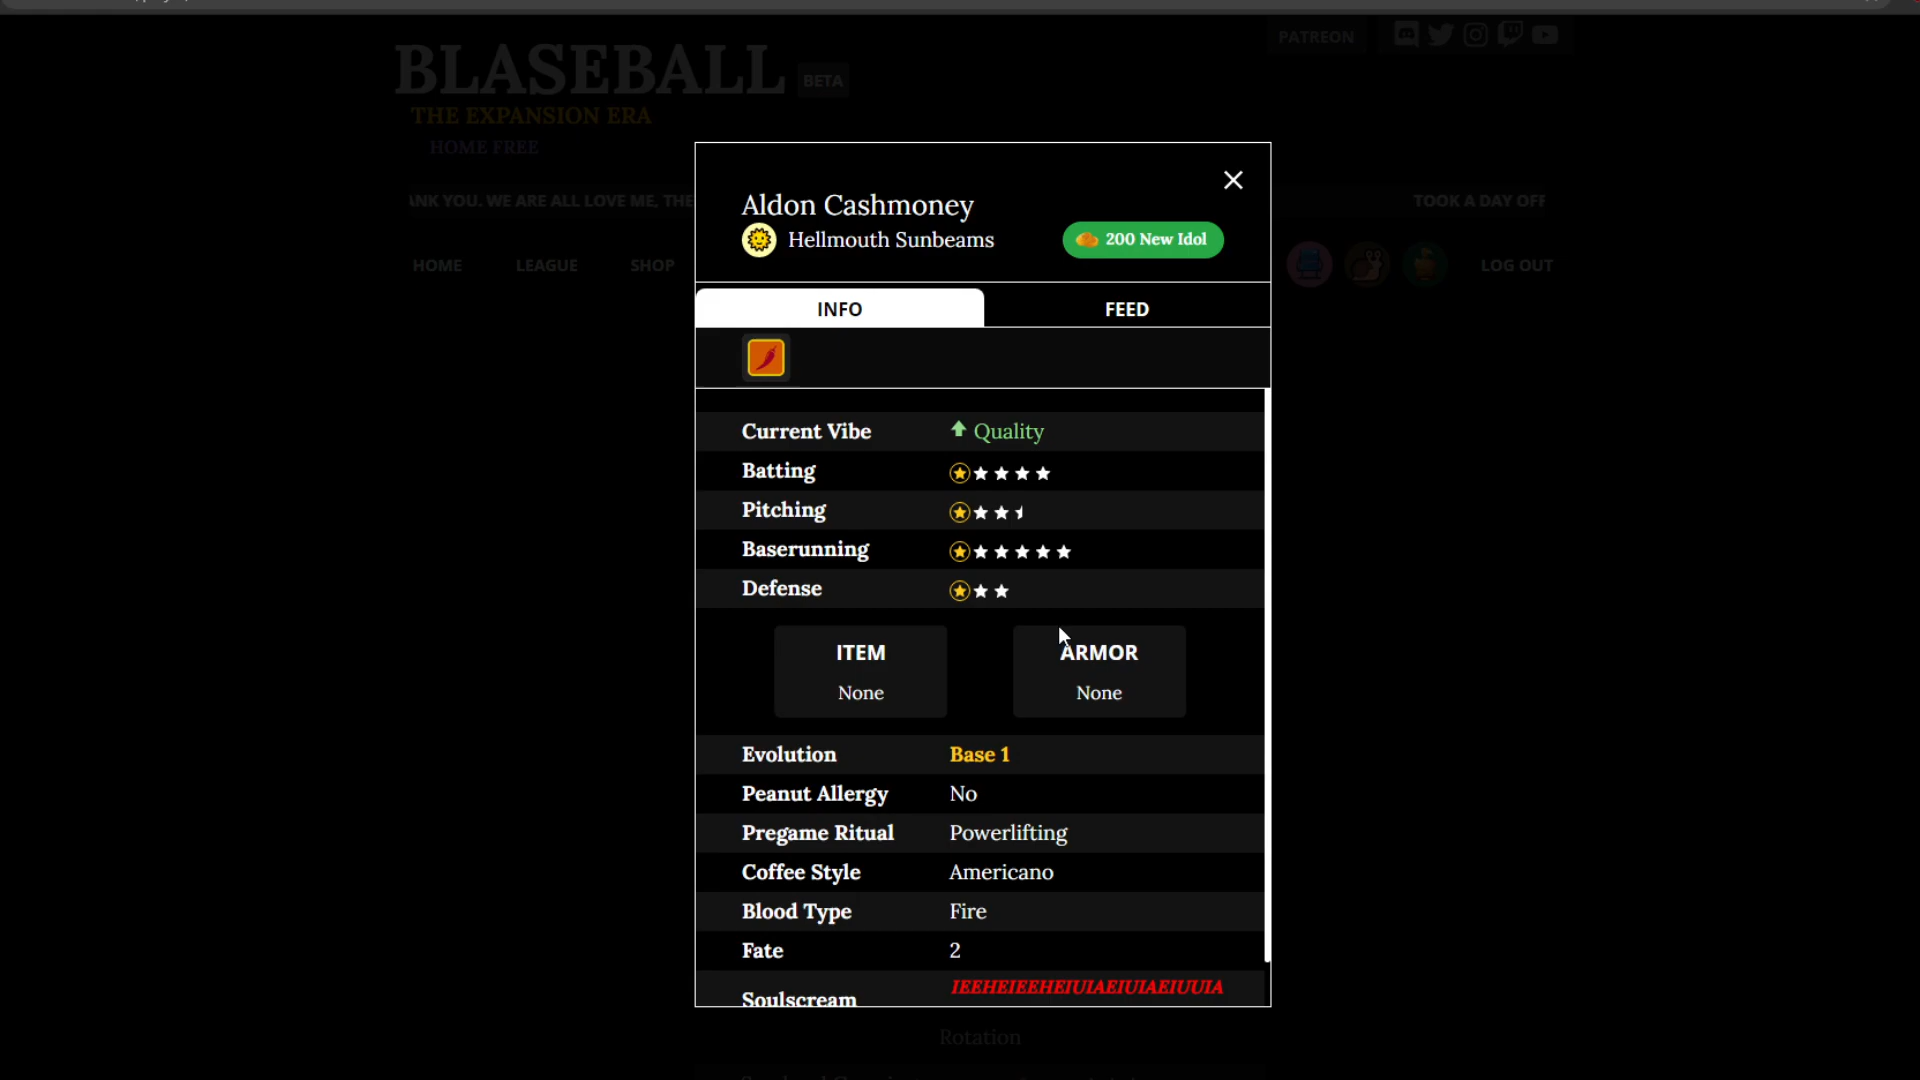 BLASEBALL BETA
PATREON
THE EXPANSION ERA
HOME FREE
ANK YOU. WE ARE ALL LOVE ME, THE
TOOK A DAY OFF
HOME LEAGUE SHOP
LOG OUT
Aldon Cashmoney
Hellmouth Sunbeams
200 New Idol
INFO FEED
Current Vibe Quality
Batting
Pitching
Baserunning
Defense
ITEM ARMOR
None None
Evolution Base 1
Peanut Allergy No
Pregame Ritual Powerlifting
Coffee Style Americano
Blood Type Fire
Fate 2
Soulscream IEEHEIEEHEIUIAEIUIAEIUUIA
Rotation